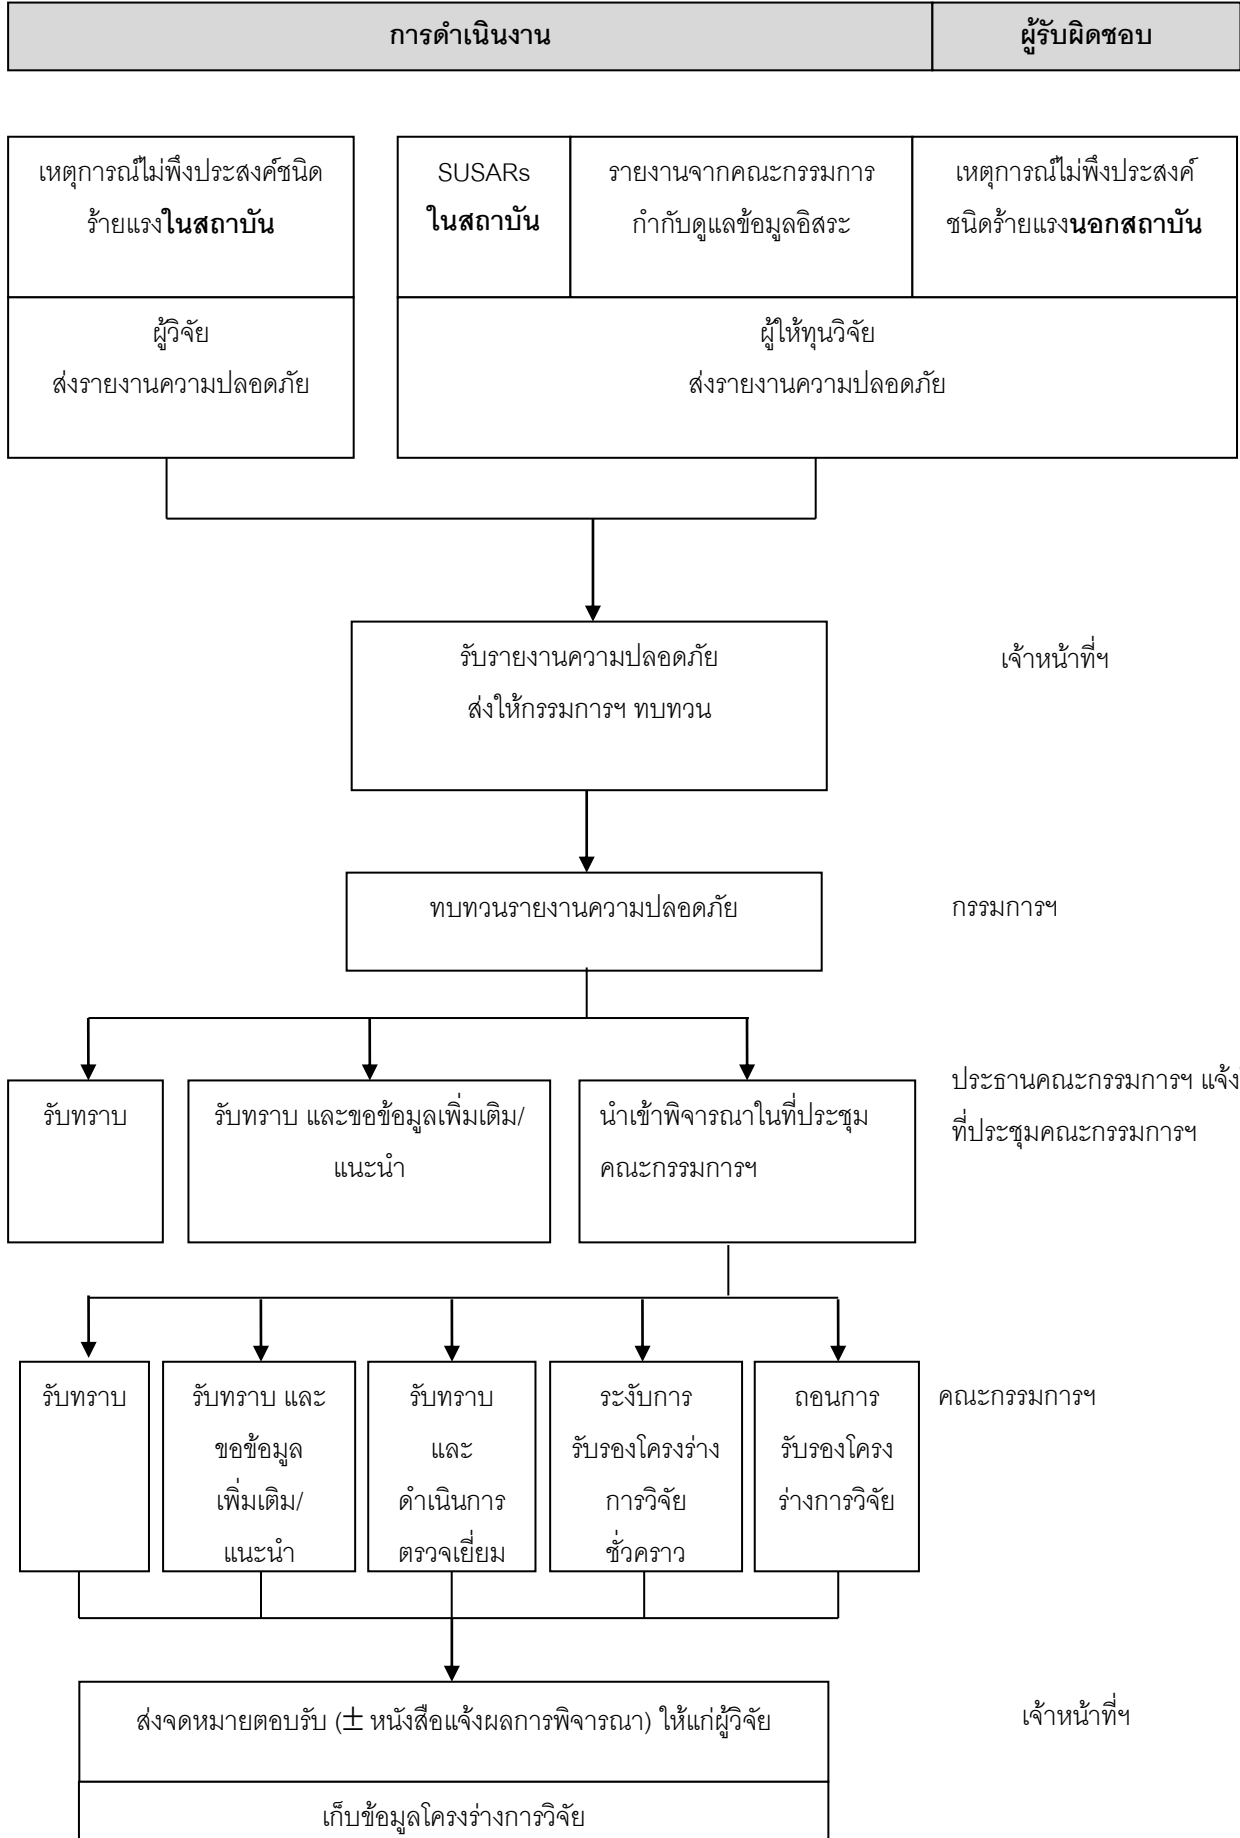 การดำเนินงาน ผู้รับผิดชอบ
เหตุการณ์ไม่พึงประสงค์ชนิด
ร้ายแรงในสถาบัน
SUSARs
ในสถาบัน
รายงานจากคณะกรรมการ
กำกับดูแลข้อมูลอิสระ
เหตุการณ์ไม่พึงประสงค์
ชนิดร้ายแรงนอกสถาบัน
ผู้วิจัย
ส่งรายงานความปลอดภัย
ผู้ให้ทุนวิจัย
ส่งรายงานความปลอดภัย
รับรายงานความปลอดภัย
ส่งให้กรรมการฯ ทบทวน
เจ้าหน้าที่ฯ
ทบทวนรายงานความปลอดภัย
กรรมการฯ
รับทราบ
รับทราบ และขอข้อมูลเพิ่มเติม/
แนะนำ
นำเข้าพิจารณาในที่ประชุม
คณะกรรมการฯ
ประธานคณะกรรมการฯ แจ้ง
ที่ประชุมคณะกรรมการฯ
รับทราบ
รับทราบ และ
ขอข้อมูล
เพิ่มเติม/
แนะนำ
รับทราบ
และ
ดำเนินการ
ตรวจเยี่ยม
ระงับการ
รับรองโครงร่าง
การวิจัย
ชั่วคราว
ถอนการ
รับรองโครง
ร่างการวิจัย
คณะกรรมการฯ
ส่งจดหมายตอบรับ (± หนังสือแจ้งผลการพิจารณา) ให้แก่ผู้วิจัย
เจ้าหน้าที่ฯ
เก็บข้อมูลโครงร่างการวิจัย